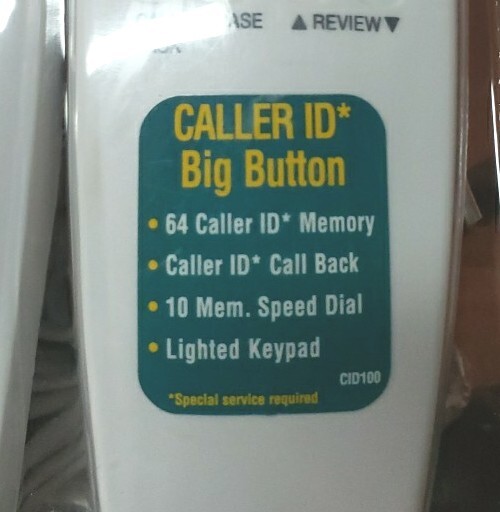 ▲ REVIEW ▼
CALLER ID*
Big Button
• 64 Caller ID* Memory
• Caller ID* Call Back
• 10 Mem. Speed Dial
• Lighted Keypad
CID100
*Special service required